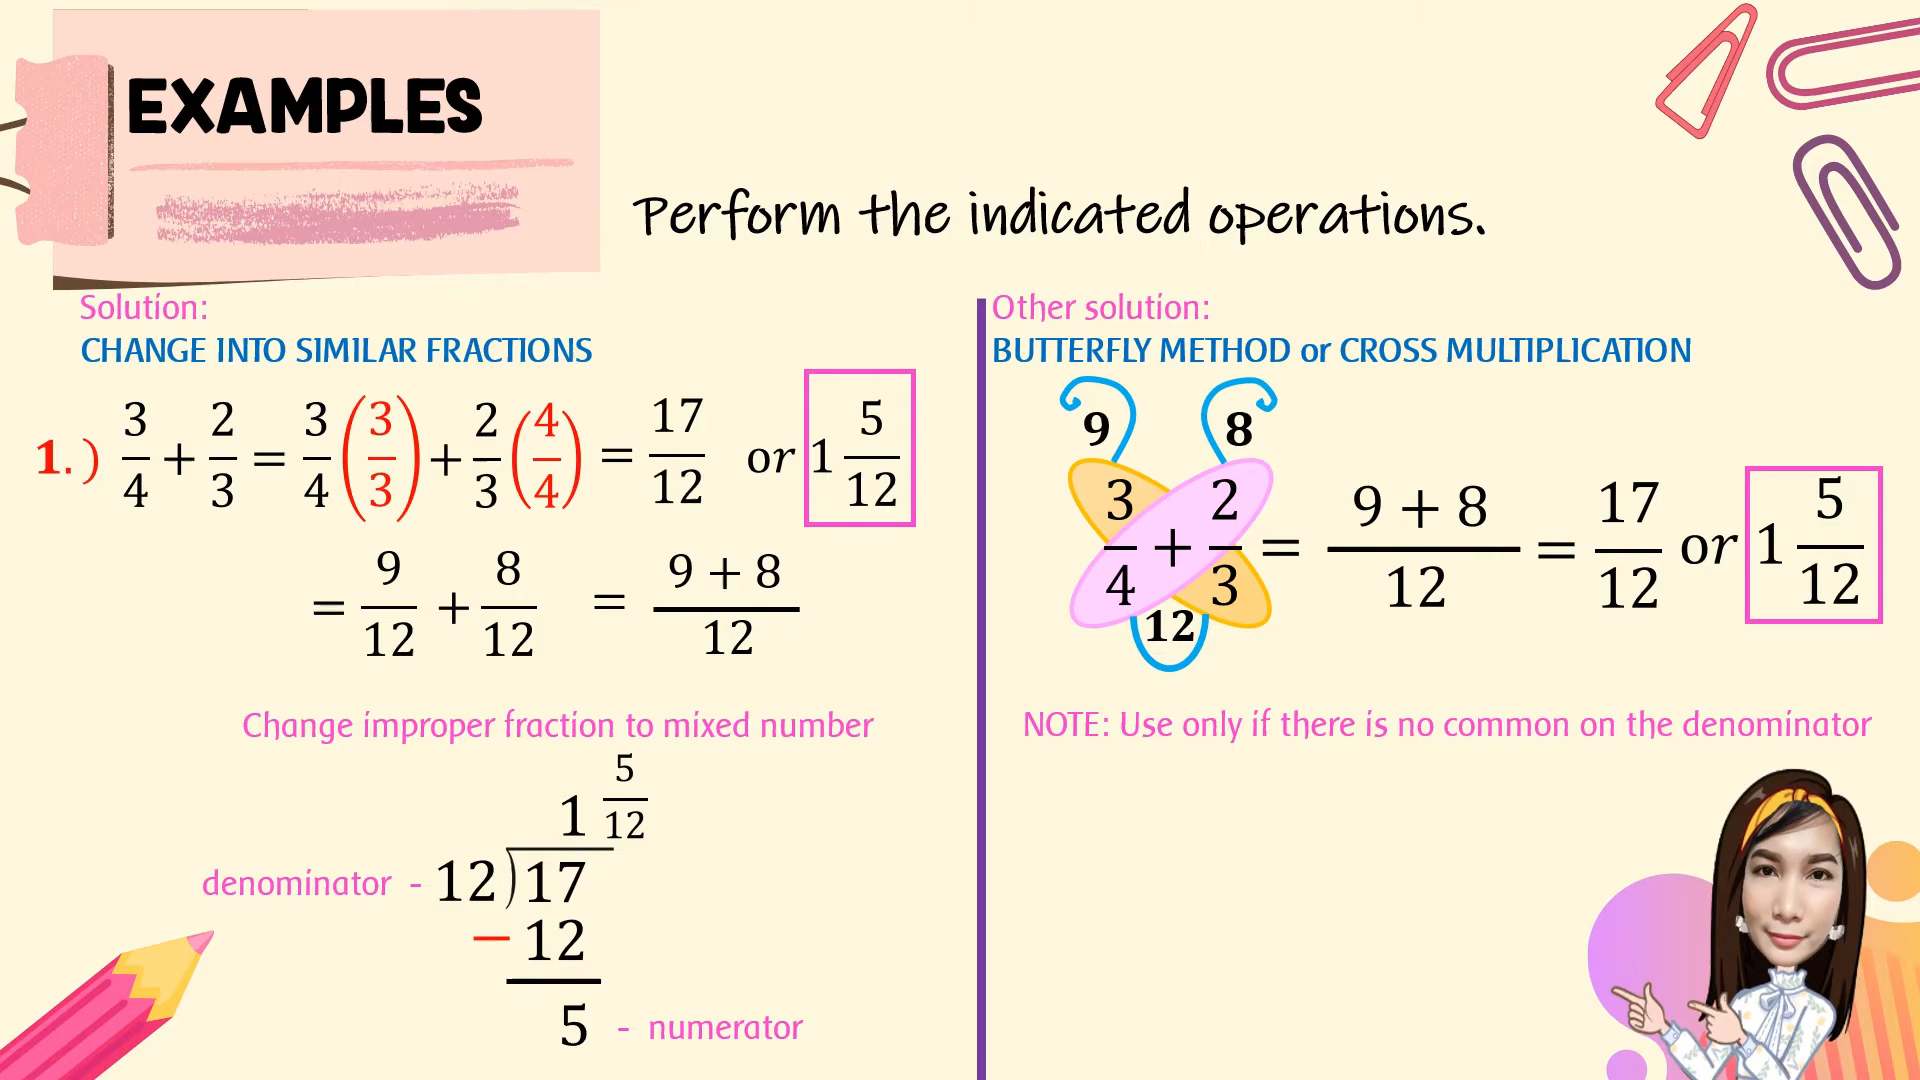 EXAMPLES
Perform the indicated operations.
Solution:
CHANGE INTO SIMILAR FRACTIONS
1.) 3/4 + 2/3 = 3/4 (3/3) + 2/3 (4/4) = 17/12 or 1 5/12
= 9/12 + 8/12 = 9 + 8/12
Change improper fraction to mixed number
1 5/12
denominator - 12)17
− 12
5 - numerator
Other solution:
BUTTERFLY METHOD or CROSS MULTIPLICATION
9 8
3/4 + 2/3 = 9 + 8/12 = 17/12 or 1 5/12
12
NOTE: Use only if there is no common on the denominator